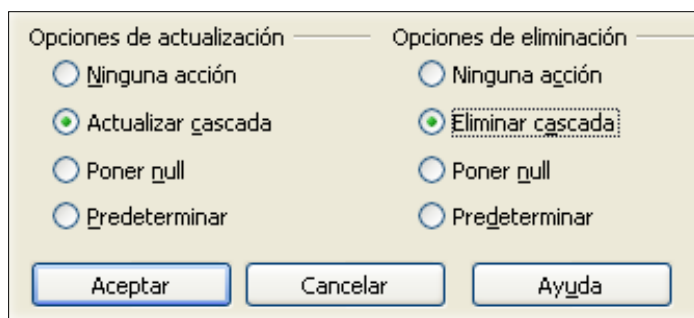 Opciones de actualización
Ninguna acción
Actualizar cascada
Poner null
Predeterminar
Opciones de eliminación
Ninguna acción
Eliminar cascada
Poner null
Predeterminar
Aceptar
Cancelar
Ayuda